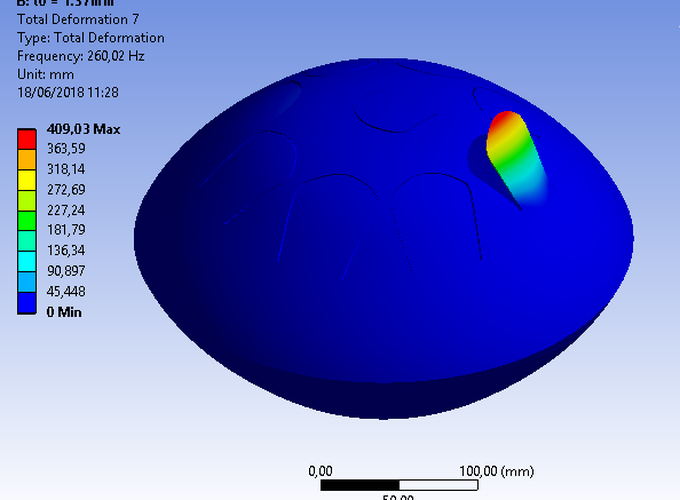 B: t0 = 1.37mm
Total Deformation 7
Type: Total Deformation
Frequency: 260,02 Hz
Unit: mm
18/06/2018 11:28
409,03 Max
363,59
318,14
272,69
227,24
181,79
136,34
90,897
45,448
0 Min
0,00 100,00 (mm)
50,00